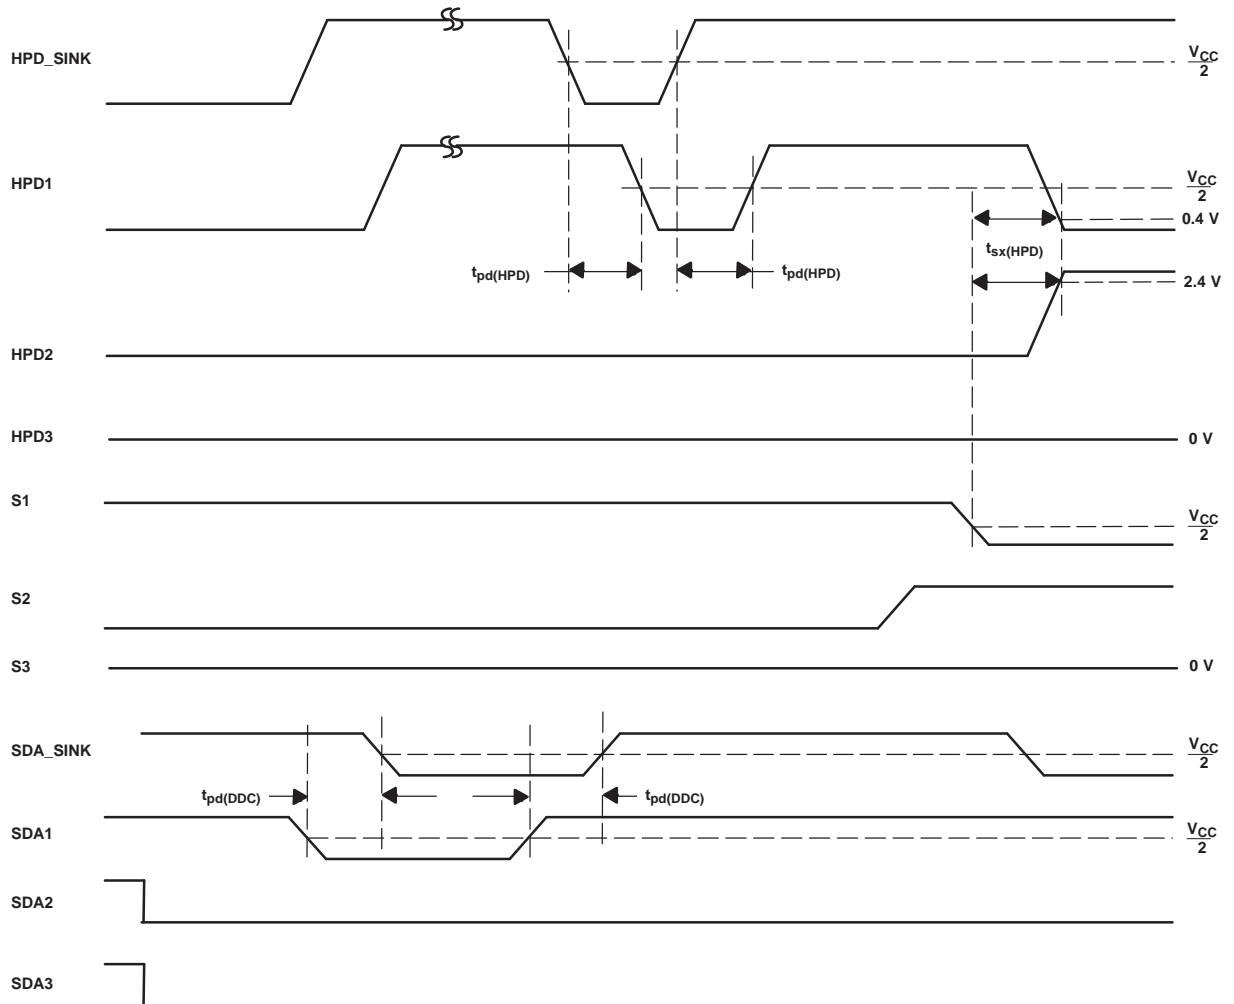 HPD_SINK
VCC
2
HPD1
VCC
2
0.4 V
tsx(HPD)
tpd(HPD)
tpd(HPD)
2.4 V
HPD2
HPD3
0 V
S1
VCC
2
S2
S3
0 V
SDA_SINK
VCC
2
tpd(DDC)
tpd(DDC)
SDA1
VCC
2
SDA2
SDA3